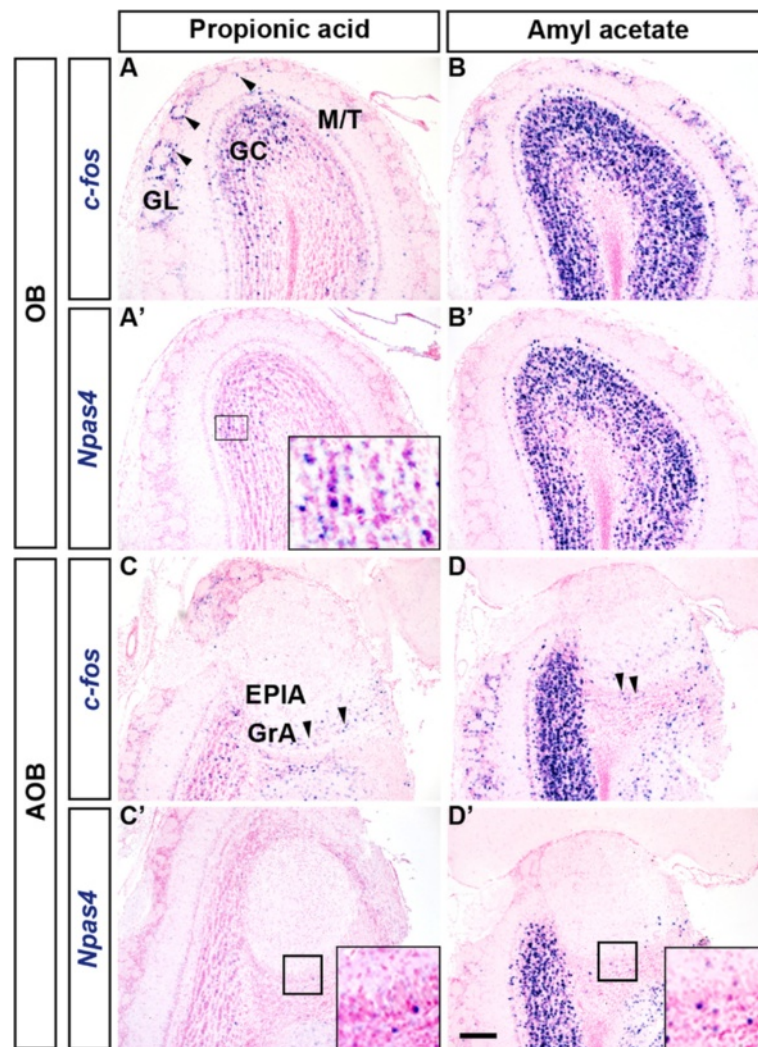 Propionic acid
Amyl acetate
OB
c-fos
A
M/T
GC
GL
B
Npas4
A'
B'
AOB
c-fos
C
EPIA
GrA
D
Npas4
C'
D'